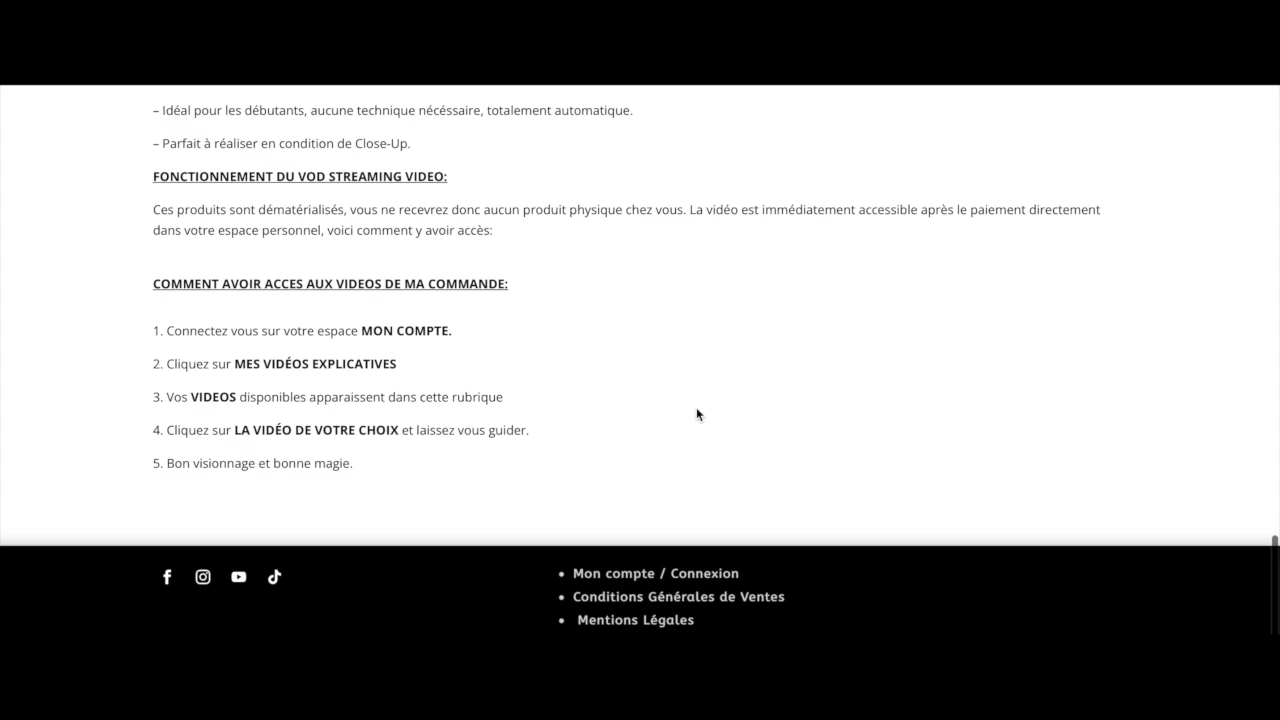 – Idéal pour les débutants, aucune technique nécéssaire, totalement automatique.
– Parfait à réaliser en condition de Close-Up.
FONCTIONNEMENT DU VOD STREAMING VIDEO:
Ces produits sont dématérialisés, vous ne recevrez donc aucun produit physique chez vous. La vidéo est immédiatement accessible après le paiement directement
dans votre espace personnel, voici comment y avoir accès:
COMMENT AVOIR ACCES AUX VIDEOS DE MA COMMANDE:
1. Connectez vous sur votre espace MON COMPTE.
2. Cliquez sur MES VIDÉOS EXPLICATIVES
3. Vos VIDEOS disponibles apparaissent dans cette rubrique
4. Cliquez sur LA VIDÉO DE VOTRE CHOIX et laissez vous guider.
5. Bon visionnage et bonne magie.
• Mon compte / Connexion
• Conditions Générales de Ventes
• Mentions Légales